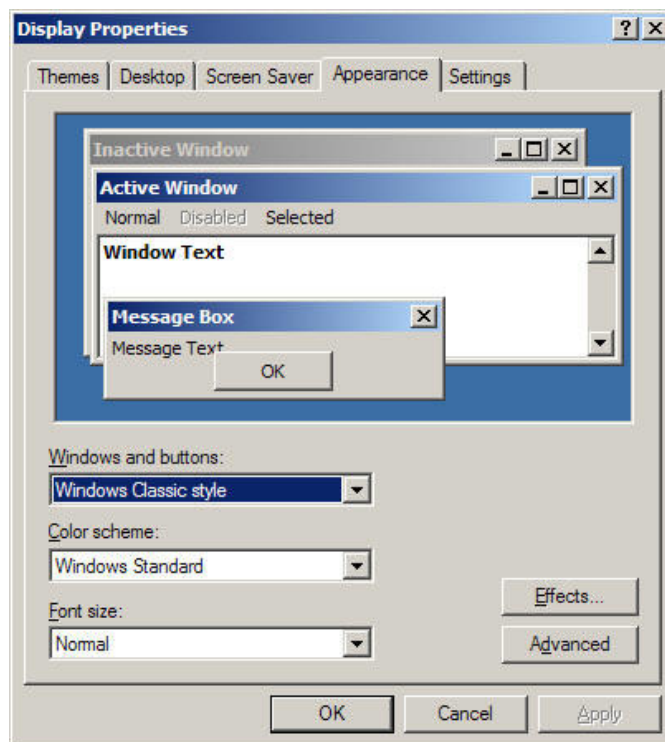 Display Properties
Themes Desktop Screen Saver Appearance Settings
Inactive Window
Active Window
Normal Disabled Selected
Window Text
Message Box
Message Text
OK
Windows and buttons:
Windows Classic style
Color scheme:
Windows Standard
Effects...
Font size:
Normal
Advanced
OK Cancel Apply